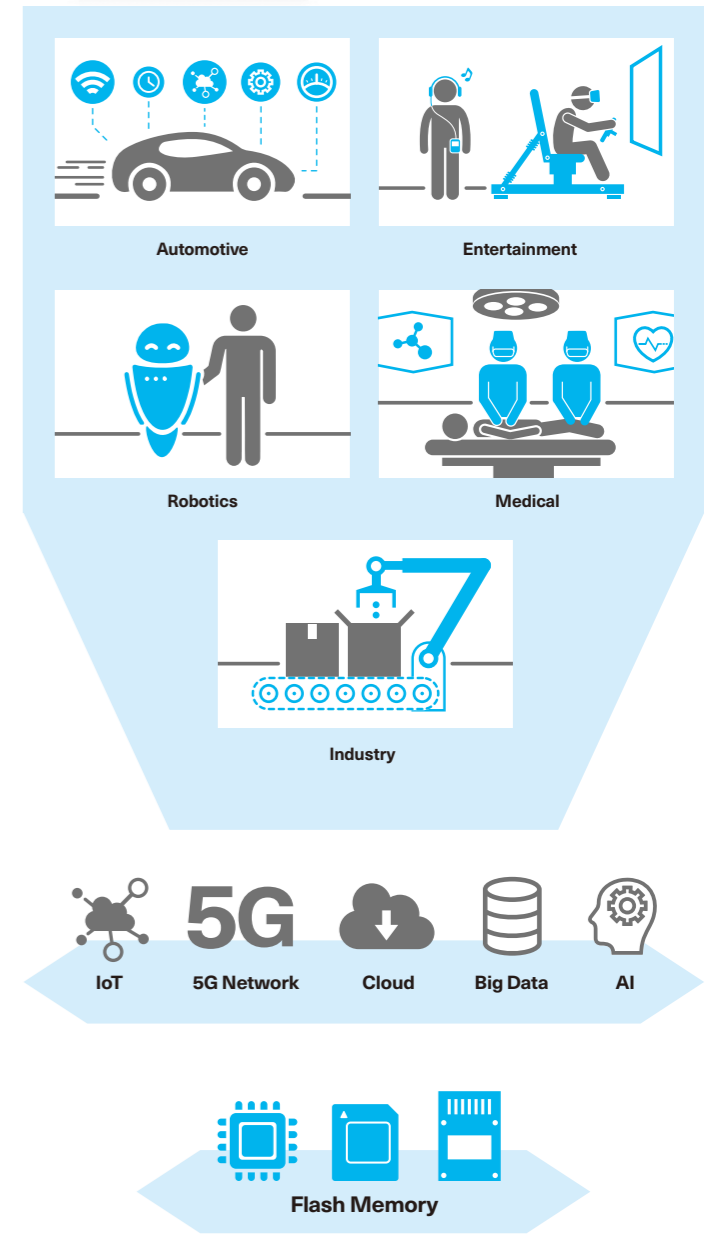 Automotive
Entertainment
Robotics
Medical
Industry
5G
IoT
5G Network
Cloud
Big Data
AI
Flash Memory